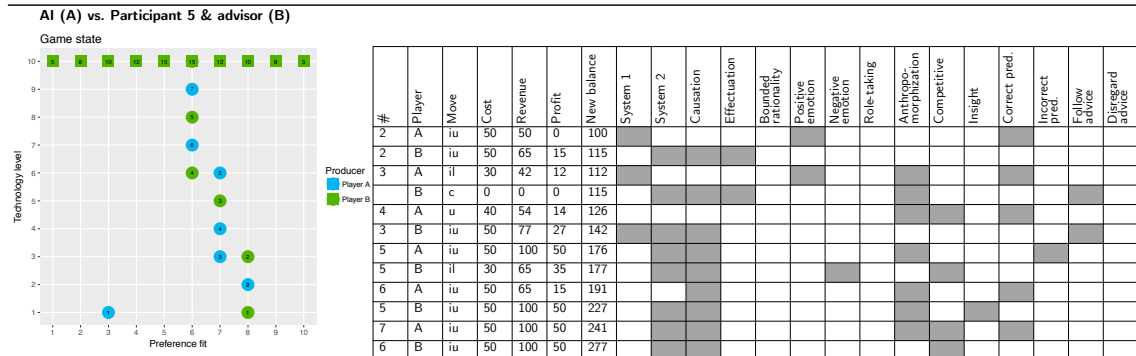 AI (A) vs. Participant 5 & advisor (B)
Game state
10
9
8
7
6
5
4
3
2
1
Technology level
5 8 10 12 15 15 12 10 8 5
7
5
6
4 5
3
4
3 2
2
1 1
1 2 3 4 5 6 7 8 9 10
Preference fit
Producer
Player A
Player B
# Player Move Cost Revenue Profit New balance System 1 System 2 Causation Effectuation Bounded rationality Positive emotion Negative emotion Role-taking Anthropo-morphization Competitive Insight Correct pred. Incorrect pred. Follow advice Disregard advice
2 A iu 50 50 0 100
2 B iu 50 65 15 115
3 A il 30 42 12 112
B c 0 0 0 115
4 A u 40 54 14 126
3 B iu 50 77 27 142
5 A iu 50 100 50 176
5 B il 30 65 35 177
6 A iu 50 65 15 191
5 B iu 50 100 50 227
7 A iu 50 100 50 241
6 B iu 50 100 50 277